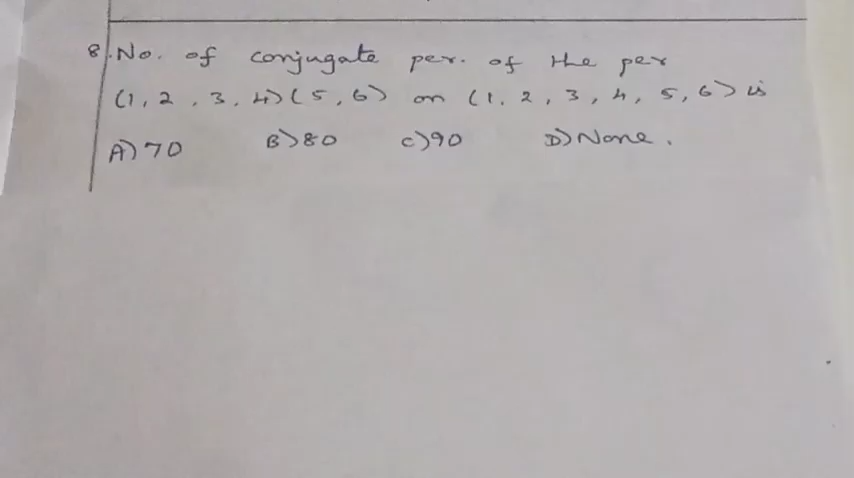 8. No. of conjugate per. of the per
(1, 2, 3, 4) (5, 6) on (1, 2, 3, 4, 5, 6) is
A) 70 B) 80 C) 90 D) None.